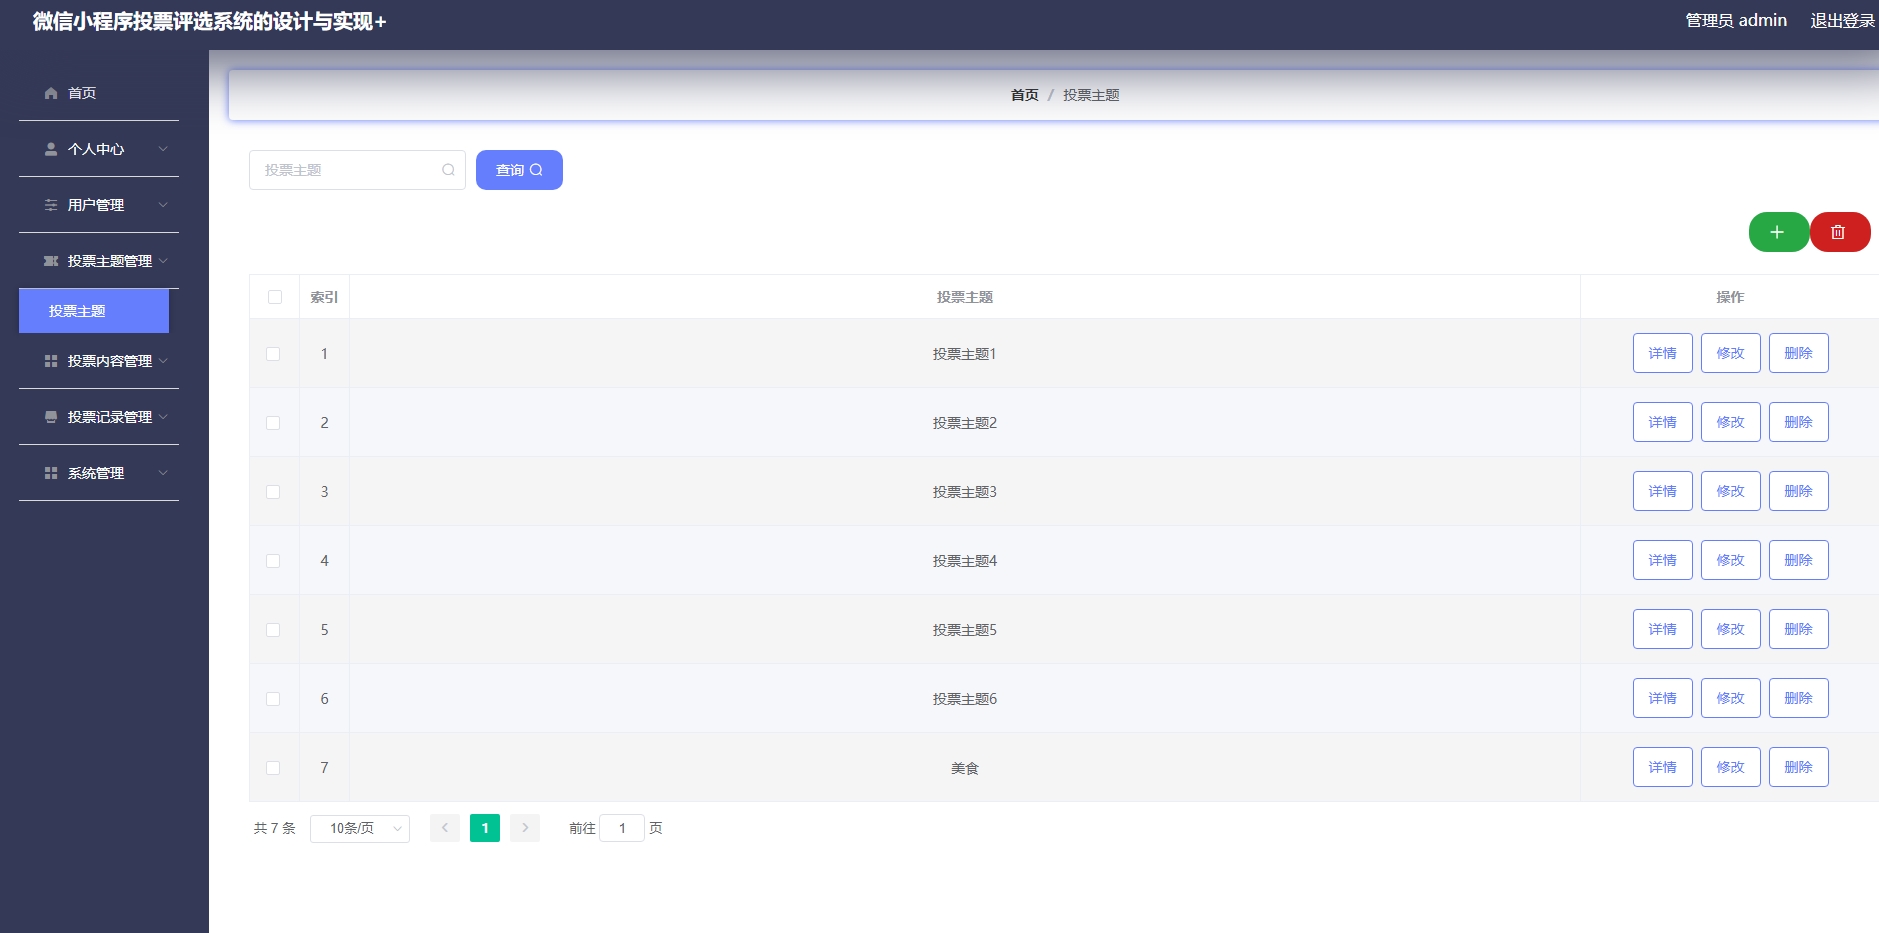 微信小程序投票评选系统的设计与实现+
管理员 admin 退出登录
首页
个人中心
用户管理
投票主题管理
投票主题
投票内容管理
投票记录管理
系统管理
首页 / 投票主题
投票主题 查询
索引 投票主题 操作
1 投票主题1 详情 修改 删除
2 投票主题2 详情 修改 删除
3 投票主题3 详情 修改 删除
4 投票主题4 详情 修改 删除
5 投票主题5 详情 修改 删除
6 投票主题6 详情 修改 删除
7 美食 详情 修改 删除
共 7 条 10条/页 1 前往 1 页